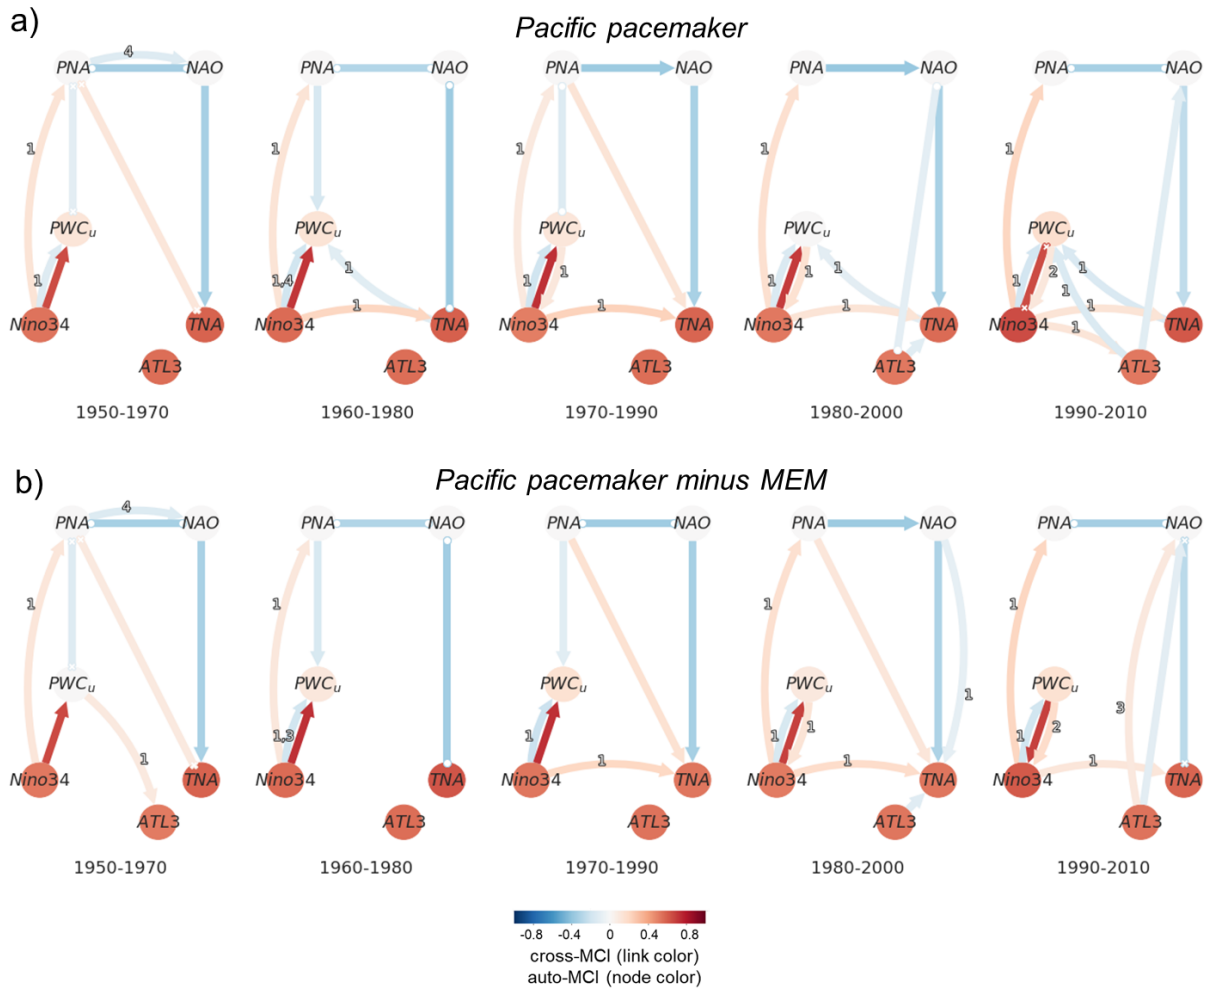 a)
Pacific pacemaker
PNA 4 NAO
1
PWCu
1
Nino34 TNA
ATL3
1950-1970
PNA NAO
1
PWCu
1,4 1
Nino34 1 TNA
ATL3
1960-1980
PNA NAO
1
PWCu
1 1
Nino34 1 TNA
ATL3
1970-1990
PNA NAO
1
PWCu
1 1 1
Nino34 1 TNA
ATL3
1980-2000
PNA NAO
1
PWCu
1 2 1 1
Nino34 1 1 TNA
ATL3
1990-2010
b)
Pacific pacemaker minus MEM
PNA 4 NAO
1
PWCu
1
Nino34 TNA
ATL3
1950-1970
PNA NAO
1
PWCu
1,3
Nino34 TNA
ATL3
1960-1980
PNA NAO
PWCu
1
Nino34 1 TNA
ATL3
1970-1990
PNA NAO
1
PWCu 1
1 1
Nino34 1 TNA
ATL3
1980-2000
PNA NAO
1
PWCu 3
1 2
Nino34 1 TNA
ATL3
1990-2010
-0.8 -0.4 0 0.4 0.8
cross-MCI (link color)
auto-MCI (node color)